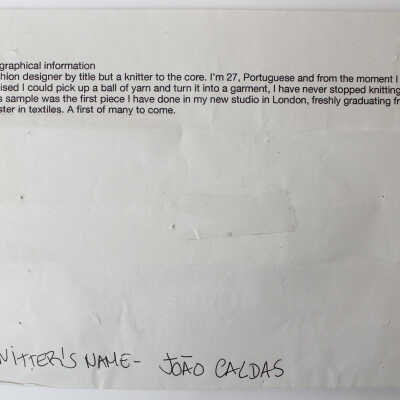 graphical information
hion designer by title but a knitter to the core. I'm 27, Portuguese and from the moment I
ised I could pick up a ball of yarn and turn it into a garment, I have never stopped knitting
s sample was the first piece I have done in my new studio in London, freshly graduating fr
ster in textiles. A first of many to come.
NITTER'S NAME- JOÃO CALDAS